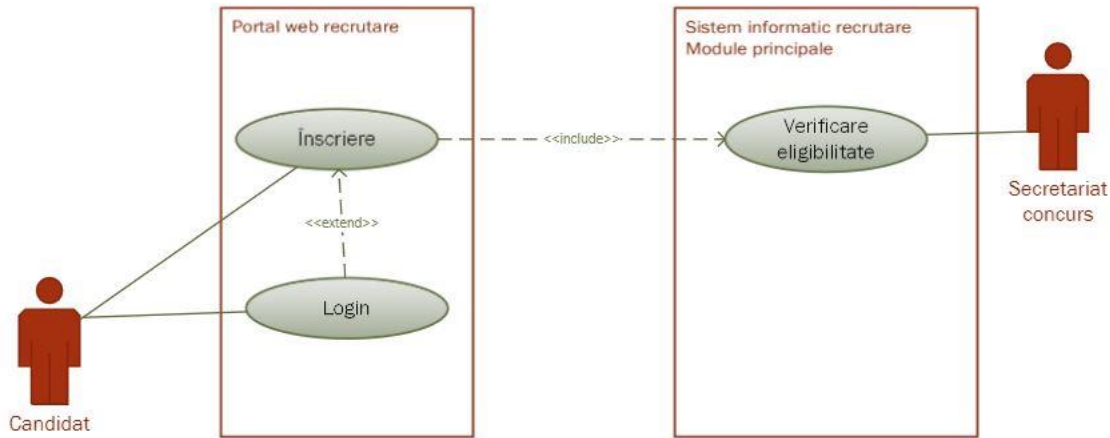 Portal web recrutare
Sistem informatic recrutare
Module principale
Înscriere
<<include>>
Verificare
eligibilitate
Secretariat
concurs
<<extend>>
Login
Candidat